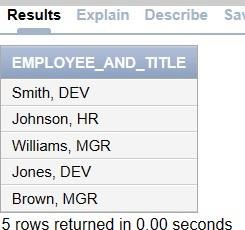 Results Explain Describe Sav
EMPLOYEE_AND_TITLE
Smith, DEV
Johnson, HR
Williams, MGR
Jones, DEV
Brown, MGR
5 rows returned in 0.00 seconds